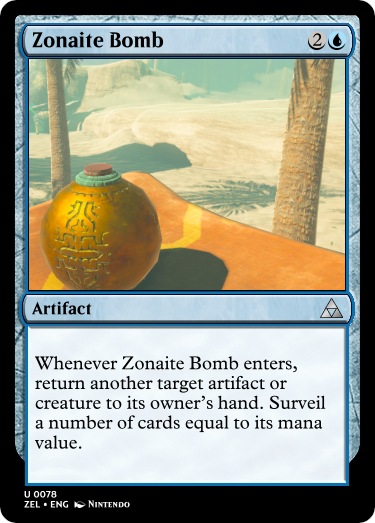 Zonaite Bomb 2
Artifact
Whenever Zonaite Bomb enters,
return another target artifact or
creature to its owner's hand. Surveil
a number of cards equal to its mana
value.
U 0078
ZEL • ENG Nintendo